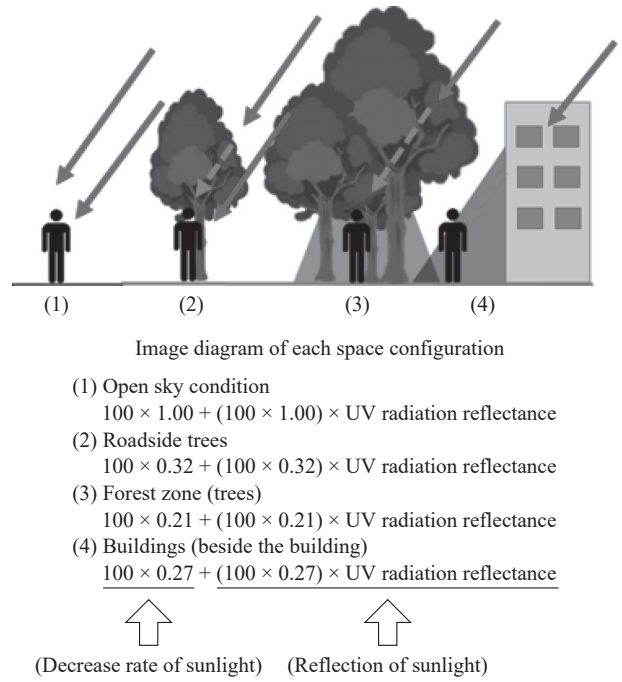 (1) (2) (3) (4)
Image diagram of each space configuration
(1) Open sky condition
100 × 1.00 + (100 × 1.00) × UV radiation reflectance
(2) Roadside trees
100 × 0.32 + (100 × 0.32) × UV radiation reflectance
(3) Forest zone (trees)
100 × 0.21 + (100 × 0.21) × UV radiation reflectance
(4) Buildings (beside the building)
100 × 0.27 + (100 × 0.27) × UV radiation reflectance
(Decrease rate of sunlight) (Reflection of sunlight)